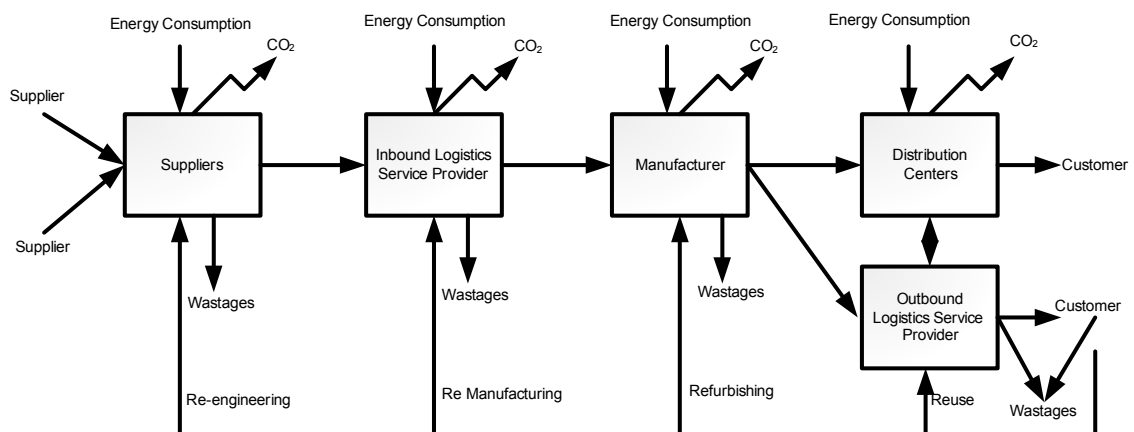 Energy Consumption
Energy Consumption
Energy Consumption
Energy Consumption
CO₂
CO₂
CO₂
CO₂
Supplier
Suppliers
Inbound Logistics
Service Provider
Manufacturer
Distribution
Centers
Customer
Supplier
Wastages
Wastages
Wastages
Outbound
Logistics Service
Provider
Customer
Re-engineering
Re Manufacturing
Refurbishing
Reuse
Wastages